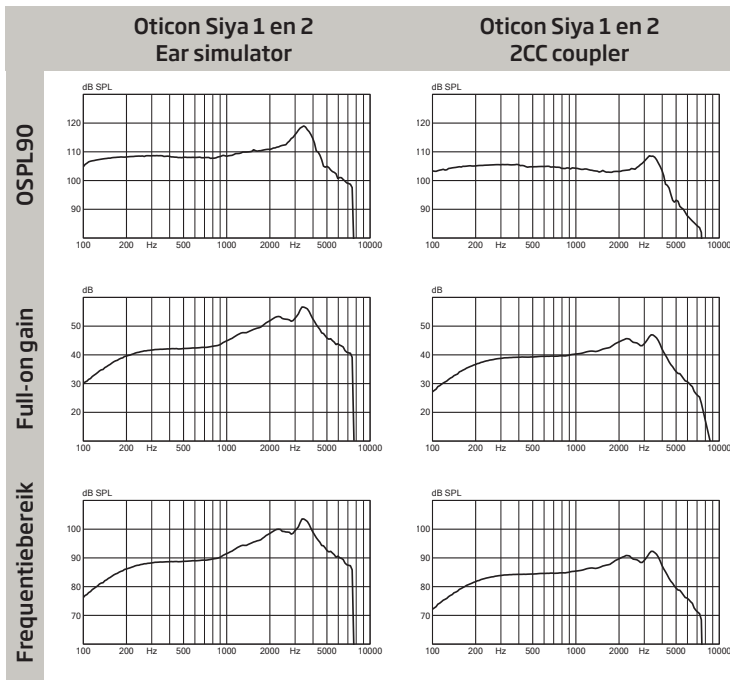 Oticon Siya 1 en 2
Ear simulator
Oticon Siya 1 en 2
2CC coupler
OSPL90
dB SPL
120
110
100
90
100 200 Hz 500 1000 2000 Hz 5000 10000
dB SPL
120
110
100
90
100 200 Hz 500 1000 2000 Hz 5000 10000
Full-on gain
dB
50
40
30
20
100 200 Hz 500 1000 2000 Hz 5000 10000
dB
50
40
30
20
100 200 Hz 500 1000 2000 Hz 5000 10000
Frequentiebereik
dB SPL
100
90
80
70
100 200 Hz 500 1000 2000 Hz 5000 10000
dB SPL
100
90
80
70
100 200 Hz 500 1000 2000 Hz 5000 10000